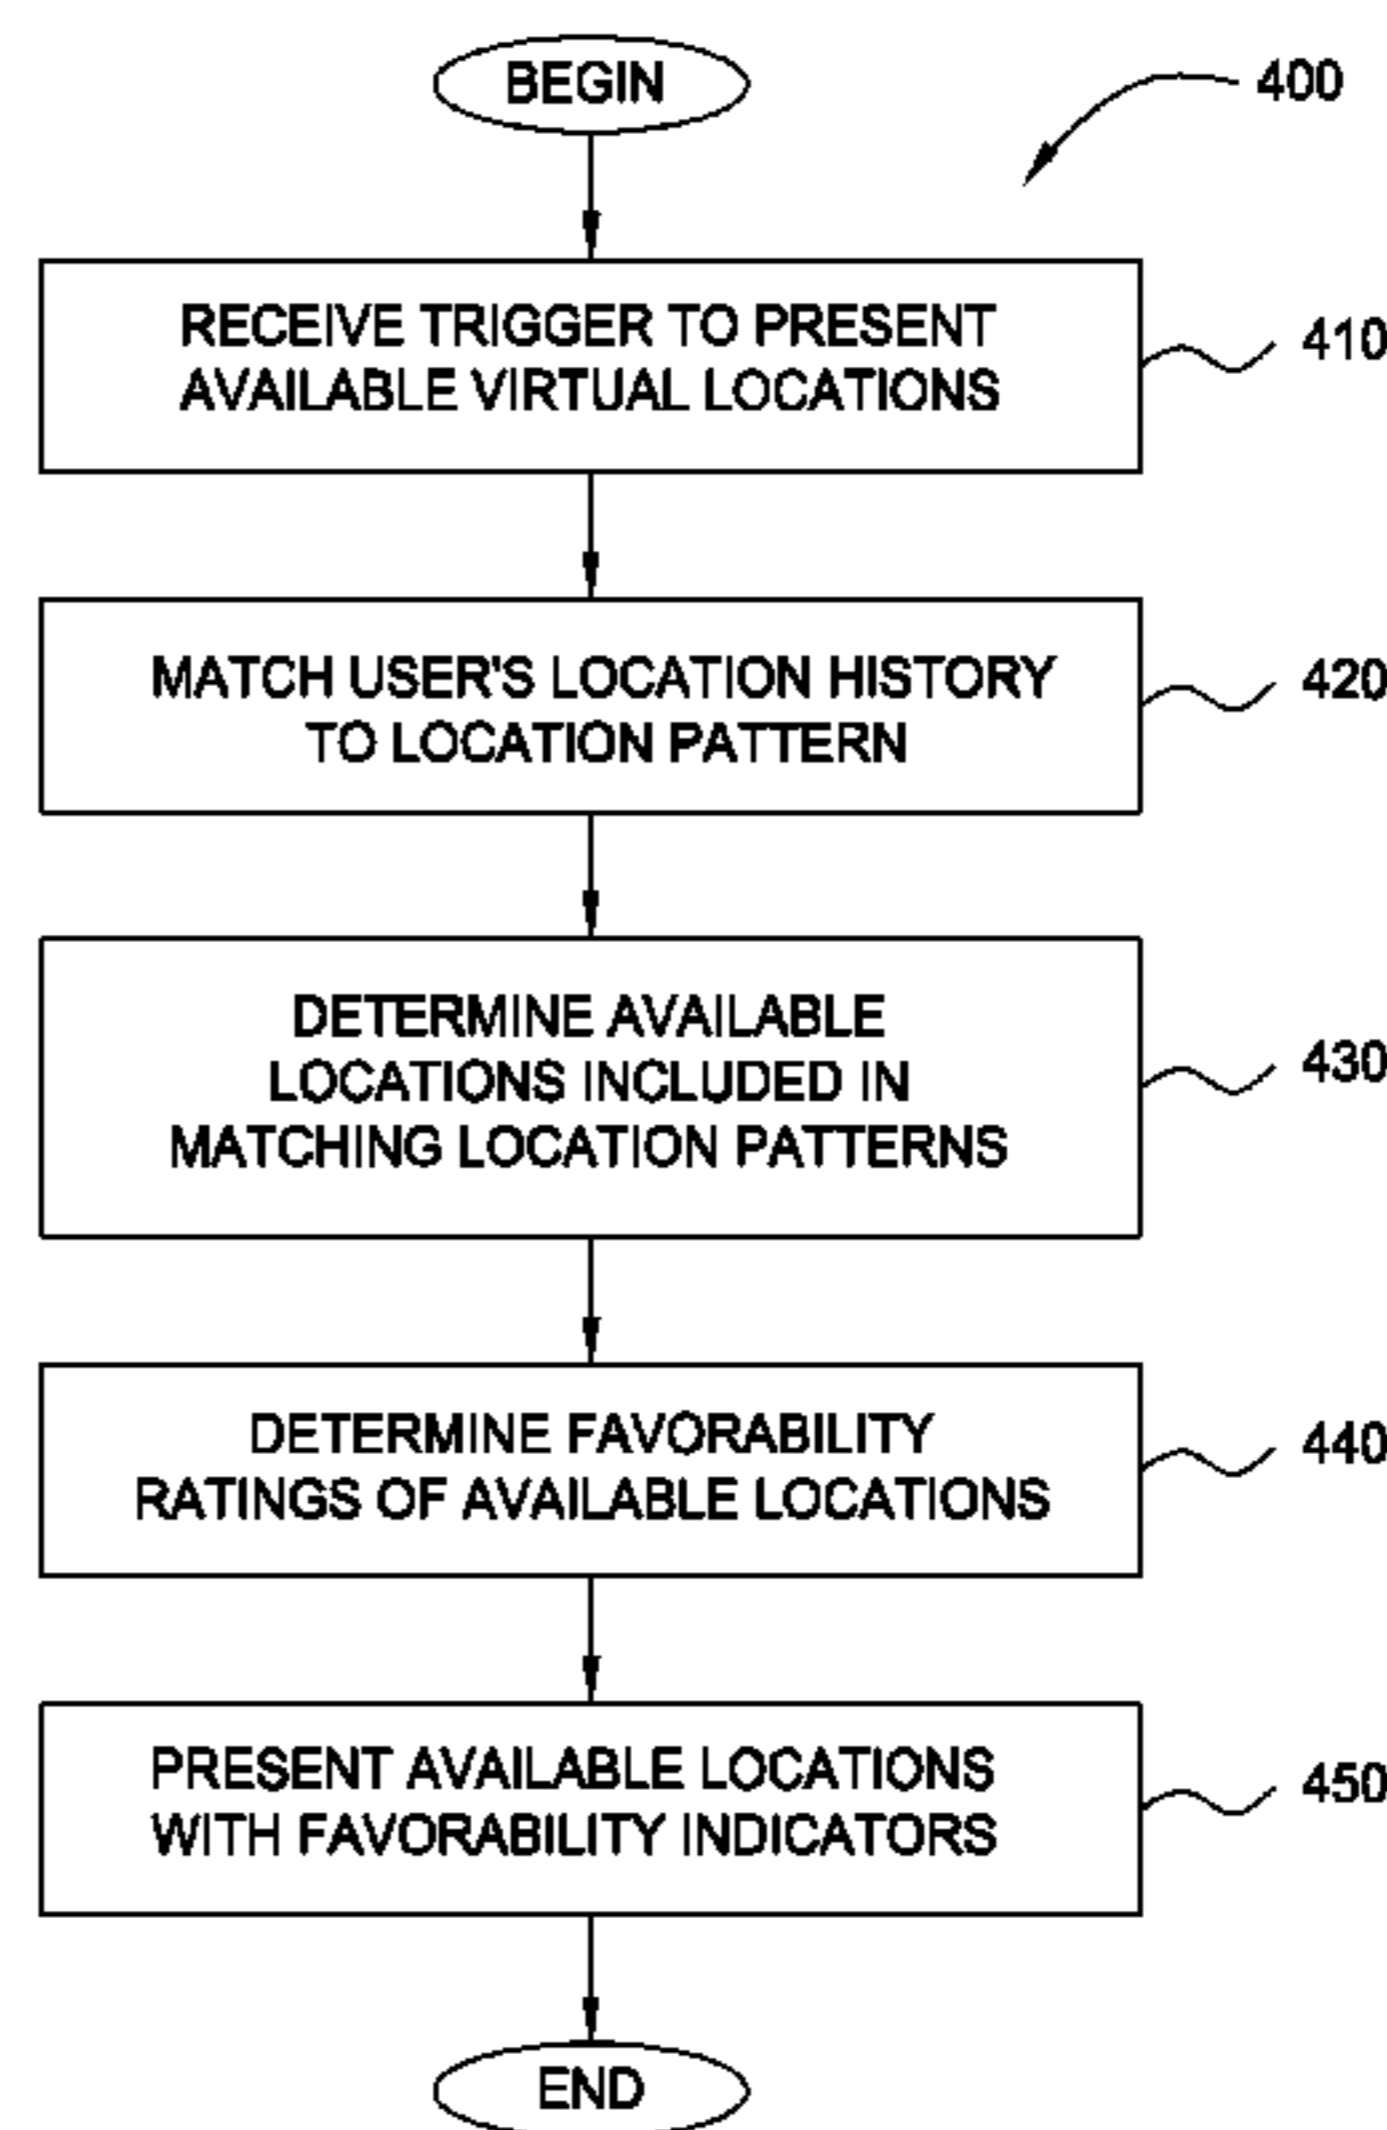 BEGIN
400
RECEIVE TRIGGER TO PRESENT
AVAILABLE VIRTUAL LOCATIONS
410
MATCH USER'S LOCATION HISTORY
TO LOCATION PATTERN
420
DETERMINE AVAILABLE
LOCATIONS INCLUDED IN
MATCHING LOCATION PATTERNS
430
DETERMINE FAVORABILITY
RATINGS OF AVAILABLE LOCATIONS
440
PRESENT AVAILABLE LOCATIONS
WITH FAVORABILITY INDICATORS
450
END